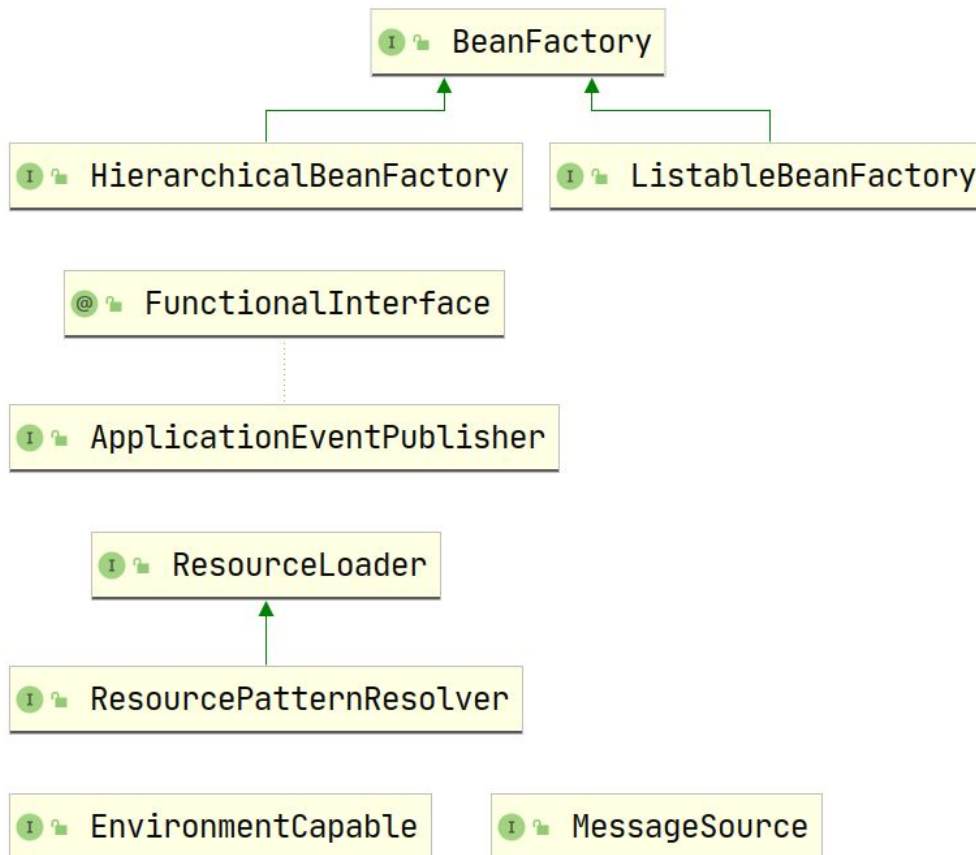 I BeanFactory
I HierarchicalBeanFactory
I ListableBeanFactory
@ FunctionalInterface
I ApplicationEventPublisher
I ResourceLoader
I ResourcePatternResolver
I EnvironmentCapable
I MessageSource